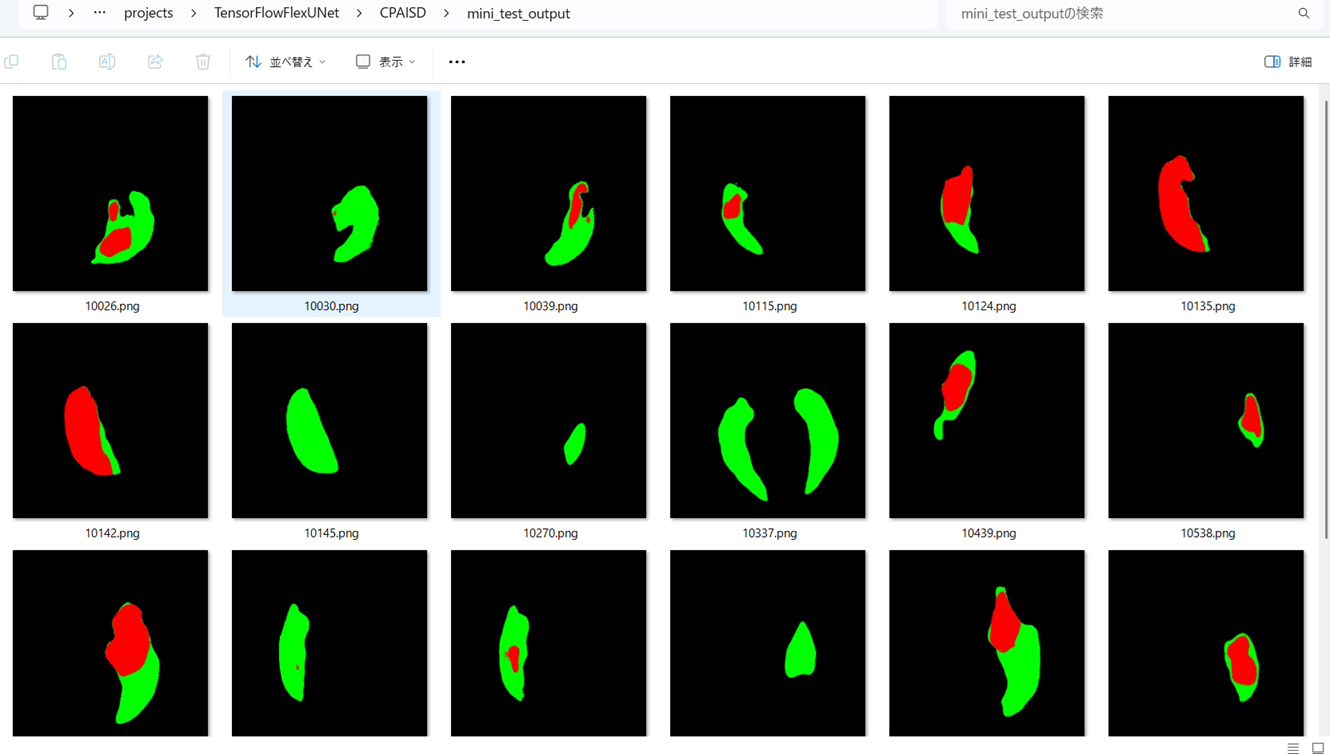 … projects TensorFlowFlexUNet CPAISD mini_test_output
mini_test_outputの検索
並べ替え 表示 … 詳細
10026.png 10030.png 10039.png 10115.png 10124.png 10135.png
10142.png 10145.png 10270.png 10337.png 10439.png 10538.png